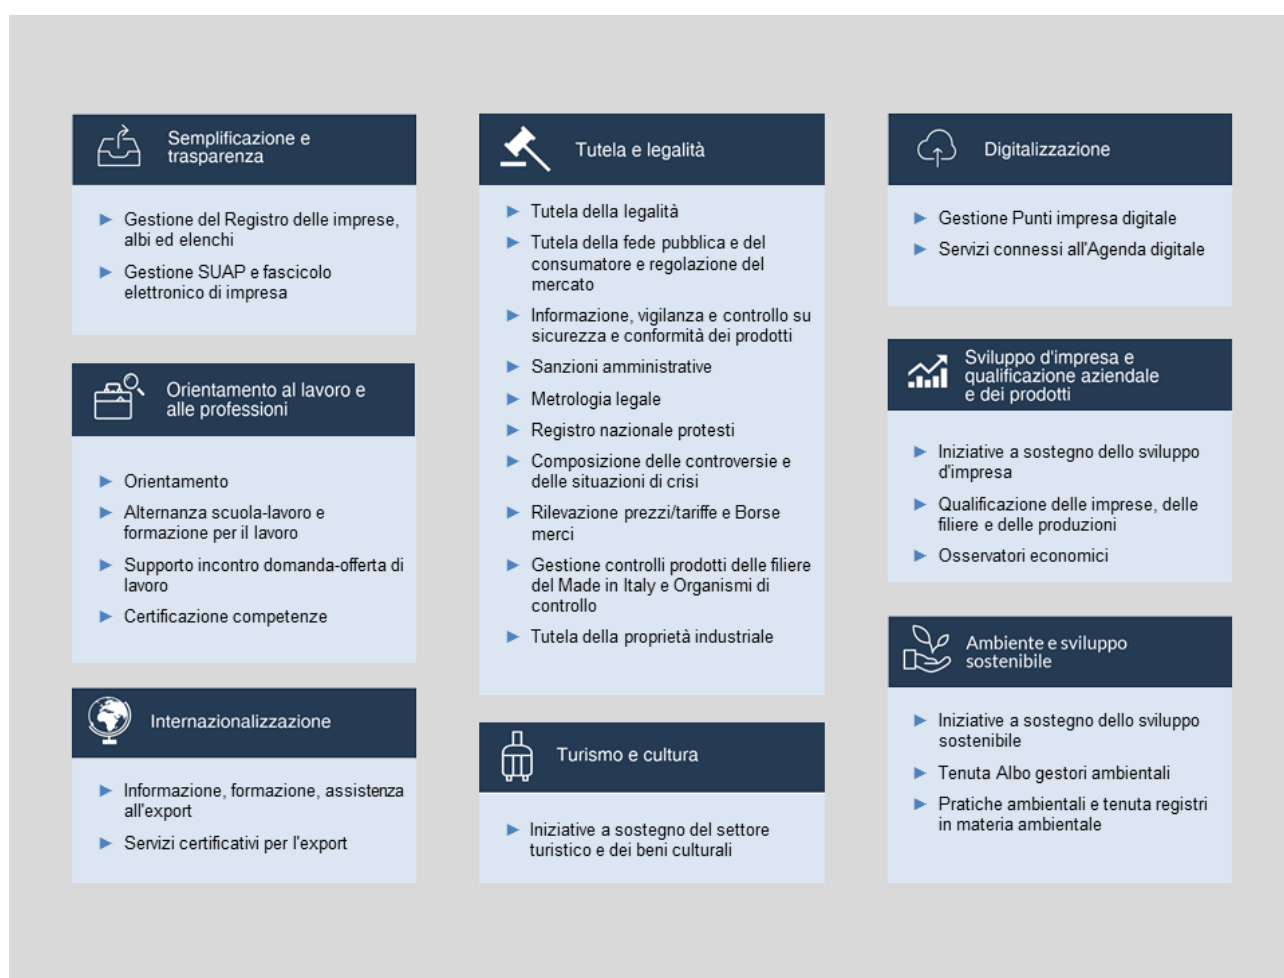 Semplificazione e
trasparenza
Gestione del Registro delle imprese,
albi ed elenchi
Gestione SUAP e fascicolo
elettronico di impresa
Orientamento al lavoro e
alle professioni
Orientamento
Alternanza scuola-lavoro e
formazione per il lavoro
Supporto incontro domanda-offerta di
lavoro
Certificazione competenze
Internazionalizzazione
Informazione, formazione, assistenza
all'export
Servizi certificativi per l'export
Tutela e legalità
Tutela della legalità
Tutela della fede pubblica e del
consumatore e regolazione del
mercato
Informazione, vigilanza e controllo su
sicurezza e conformità dei prodotti
Sanzioni amministrative
Metrologia legale
Registro nazionale protesti
Composizione delle controversie e
delle situazioni di crisi
Rilevazione prezzi/tariffe e Borse
merci
Gestione controlli prodotti delle filiere
del Made in Italy e Organismi di
controllo
Tutela della proprietà industriale
Turismo e cultura
Iniziative a sostegno del settore
turistico e dei beni culturali
Digitalizzazione
Gestione Punti impresa digitale
Servizi connessi all'Agenda digitale
Sviluppo d'impresa e
qualificazione aziendale
e dei prodotti
Iniziative a sostegno dello sviluppo
d'impresa
Qualificazione delle imprese, delle
filiere e delle produzioni
Osservatori economici
Ambiente e sviluppo
sostenibile
Iniziative a sostegno dello sviluppo
sostenibile
Tenuta Albo gestori ambientali
Pratiche ambientali e tenuta registri
in materia ambientale